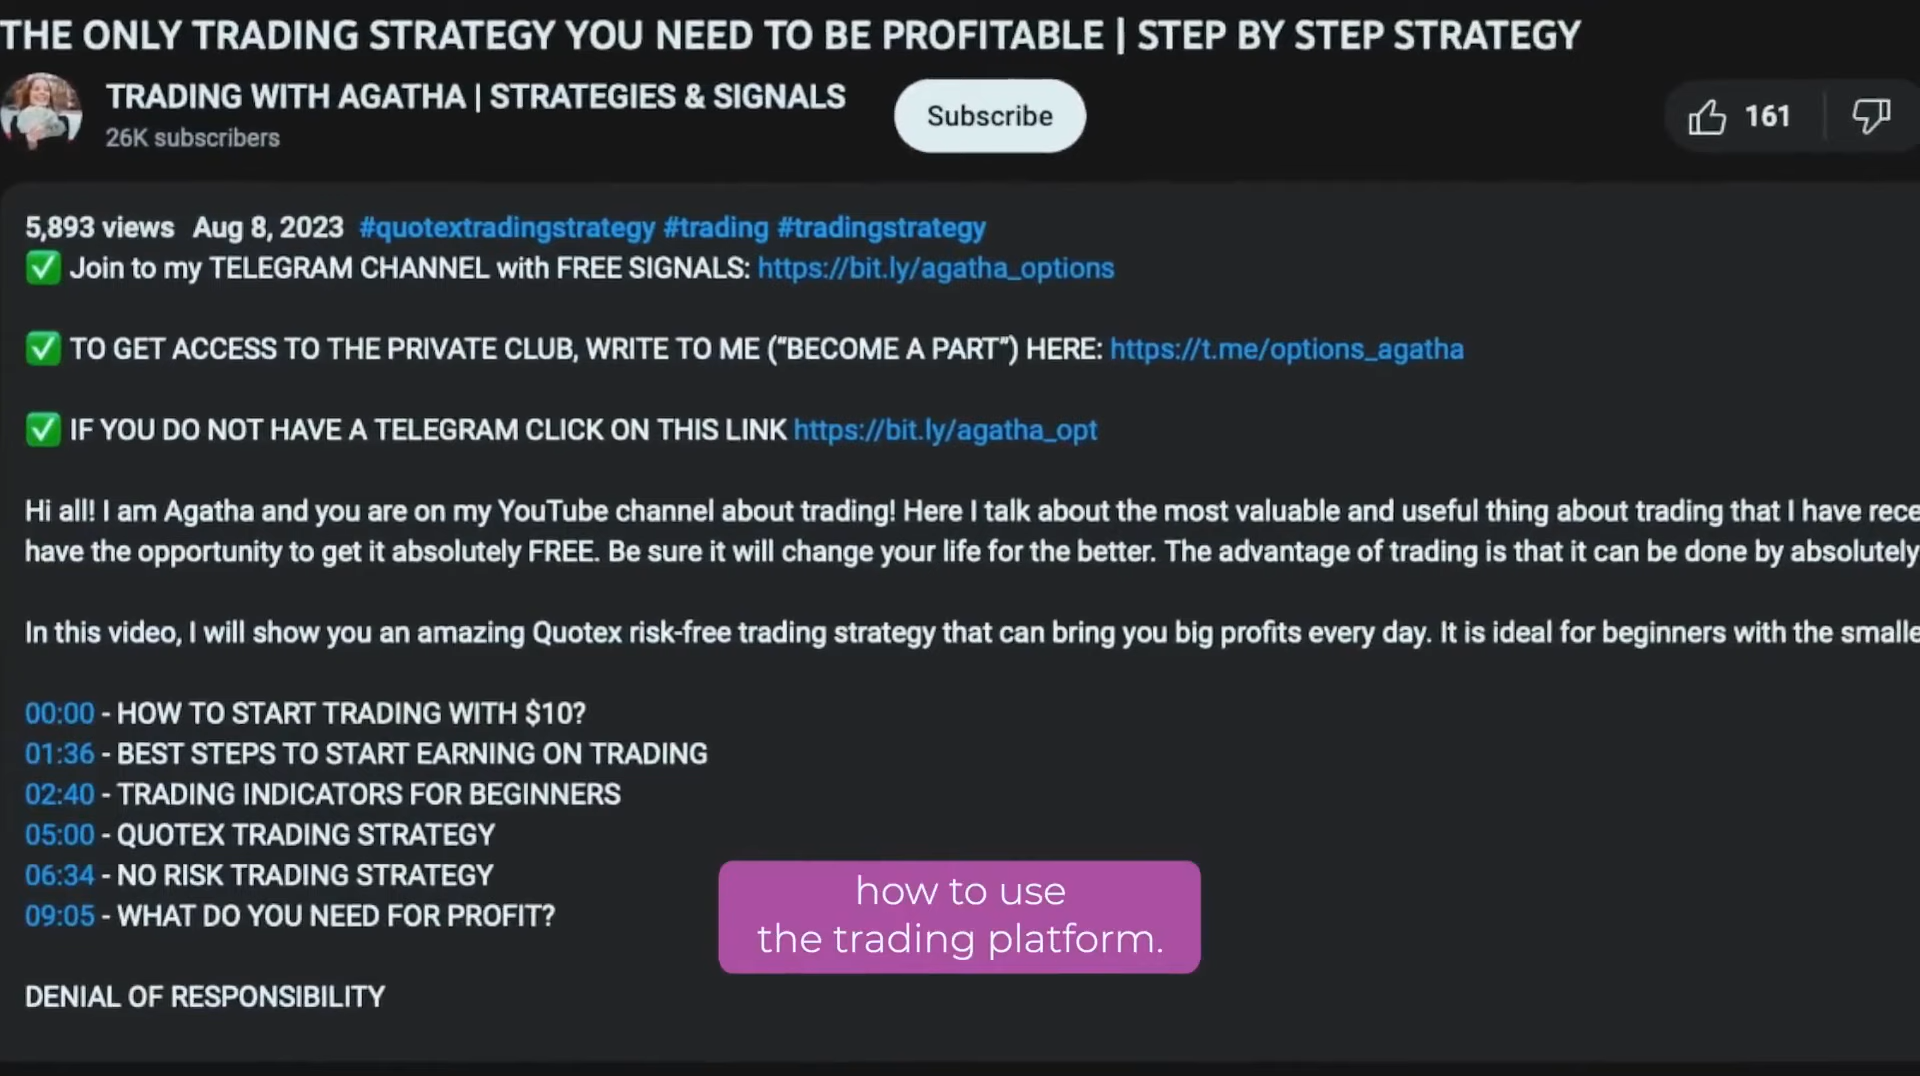 THE ONLY TRADING STRATEGY YOU NEED TO BE PROFITABLE | STEP BY STEP STRATEGY
TRADING WITH AGATHA | STRATEGIES & SIGNALS
26K subscribers
Subscribe
161
5,893 views Aug 8, 2023 #quotextradingstrategy #trading #tradingstrategy
✅ Join to my TELEGRAM CHANNEL with FREE SIGNALS: https://bit.ly/agatha_options
✅ TO GET ACCESS TO THE PRIVATE CLUB, WRITE TO ME (“BECOME A PART”) HERE: https://t.me/options_agatha
✅ IF YOU DO NOT HAVE A TELEGRAM CLICK ON THIS LINK https://bit.ly/agatha_opt
Hi all! I am Agatha and you are on my YouTube channel about trading! Here I talk about the most valuable and useful thing about trading that I have rece
have the opportunity to get it absolutely FREE. Be sure it will change your life for the better. The advantage of trading is that it can be done by absolutely
In this video, I will show you an amazing Quotex risk-free trading strategy that can bring you big profits every day. It is ideal for beginners with the smalle
00:00 - HOW TO START TRADING WITH $10?
01:36 - BEST STEPS TO START EARNING ON TRADING
02:40 - TRADING INDICATORS FOR BEGINNERS
05:00 - QUOTEX TRADING STRATEGY
06:34 - NO RISK TRADING STRATEGY
09:05 - WHAT DO YOU NEED FOR PROFIT?
how to use
the trading platform.
DENIAL OF RESPONSIBILITY